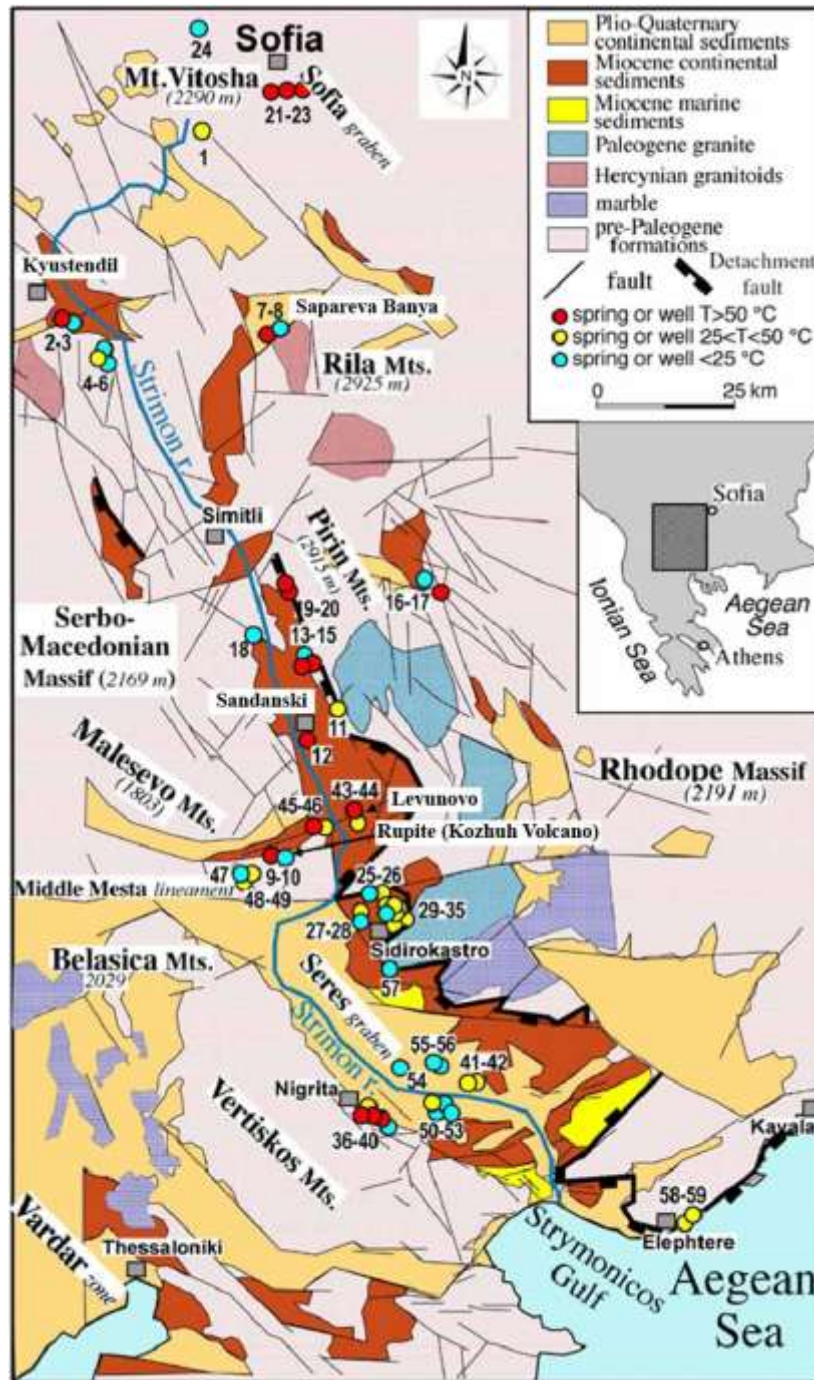 24
Sofia
Mt.Vitosha
(2290 m)
Sofia graben
21-23
1
N
Plio-Quaternary
continental sediments
Miocene continental
sediments
Miocene marine
sediments
Paleogene granite
Hercynian granitoids
marble
pre-Paleogene
formations
Detachment
fault
fault
spring or well T>50 °C
spring or well 25<T<50 °C
spring or well <25 °C
0 25 km
Kyustendil
2-3
4-6
Strimon r.
7-8
Sapareva Banya
Rila Mts.
(2925 m)
Simitli
Pirin Mts.
(2915 m)
19-20
16-17
Serbo-
Macedonian
Massif (2169 m)
18
13-15
Sandanski
11
12
Sofia
Ionian Sea
Aegean
Sea
Athens
Malesevo Mts.
(1803)
45-46
43-44
Levunovo
Rupite (Kozhuh Volcano)
Rhodope Massif
(2191 m)
47
9-10
Middle Mesta lineament
48-49
25-26
29-35
27-28
Sidirokastro
57
Belasica Mts.
2029
Seres graben
Strimon r.
55-56
54
41-42
Nigrita
36-40
50-53
Vertiskos Mts.
Kavala
58-59
Elephtere
Vardar zone
Thessaloniki
Strymonicos
Gulf
Aegean
Sea